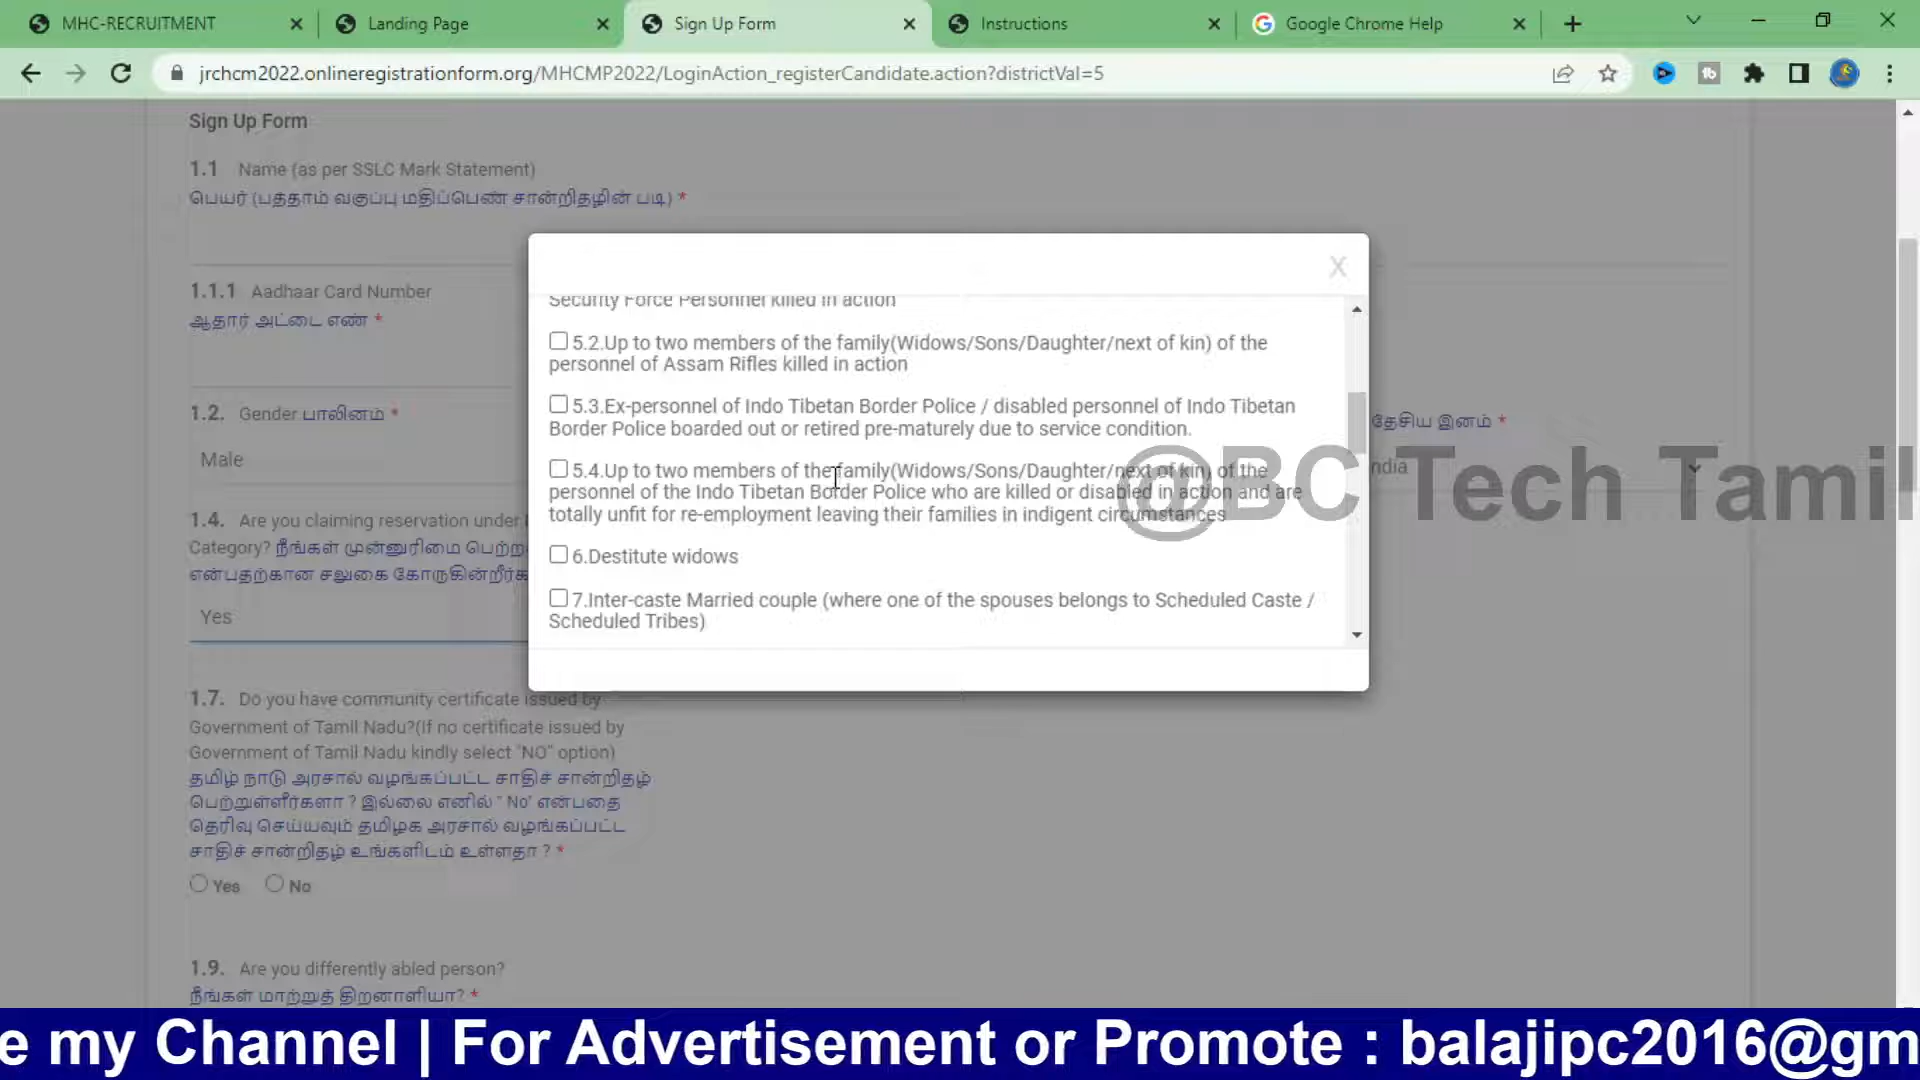 MHC-RECRUITMENT
Landing Page
Sign Up Form
Instructions
Google Chrome Help
jrchcm2022.onlineregistrationform.org/MHCMP2022/LoginAction_registerCandidate.action?districtVal=5
Sign Up Form
1.1 Name (as per SSLC Mark Statement)
பெயர் (பத்தாம் வகுப்பு மதிப்பெண் சான்றிதழின் படி) *
1.1.1 Aadhaar Card Number
ஆதார் அட்டை எண் *
1.2. Gender பாலினம் *
Male
தேசிய இனம் *
ndia
1.4. Are you claiming reservation under
Category? நீங்கள் முன்னுரிமை பெற்ற
என்பதற்கான சலுகை கோருகின்றீர்க
Yes
X
Security Force Personnel killed in action
5.2.Up to two members of the family(Widows/Sons/Daughter/next of kin) of the
personnel of Assam Rifles killed in action
5.3.Ex-personnel of Indo Tibetan Border Police / disabled personnel of Indo Tibetan
Border Police boarded out or retired pre-maturely due to service condition.
5.4.Up to two members of the family(Widows/Sons/Daughter/next of kin) of the
personnel of the Indo Tibetan Border Police who are killed or disabled in action and are
totally unfit for re-employment leaving their families in indigent circumstances
6.Destitute widows
7.Inter-caste Married couple (where one of the spouses belongs to Scheduled Caste /
Scheduled Tribes)
@BC Tech Tamil
1.7. Do you have community certificate issued by
Government of Tamil Nadu?(If no certificate issued by
Government of Tamil Nadu kindly select "NO" option)
தமிழ் நாடு அரசால் வழங்கப்பட்ட சாதிச் சான்றிதழ்
பெற்றுள்ளீர்களா ? இல்லை எனில் " No" என்பதை
தெரிவு செய்யவும் தமிழக அரசால் வழங்கப்பட்ட
சாதிச் சான்றிதழ் உங்களிடம் உள்ளதா ? *
Yes No
1.9. Are you differently abled person?
நீங்கள் மாற்றுத் திறனாளியா? *
e my Channel | For Advertisement or Promote : balajipc2016@gm